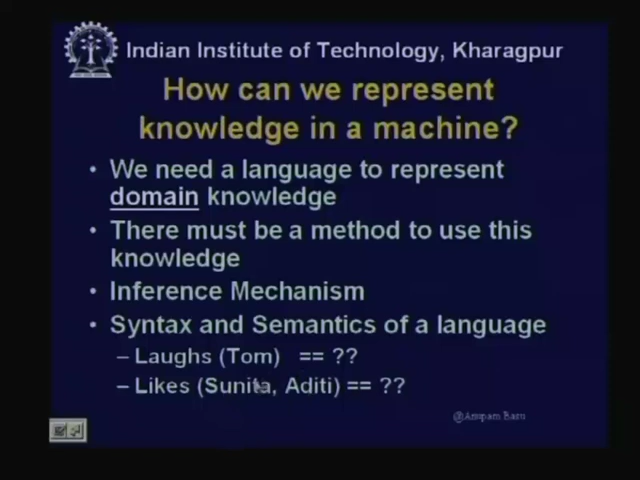 Indian Institute of Technology, Kharagpur
How can we represent
knowledge in a machine?
• We need a language to represent
domain knowledge
• There must be a method to use this
knowledge
• Inference Mechanism
• Syntax and Semantics of a language
– Laughs (Tom) == ??
– Likes (Sunita, Aditi) == ??
@Anupam Basu